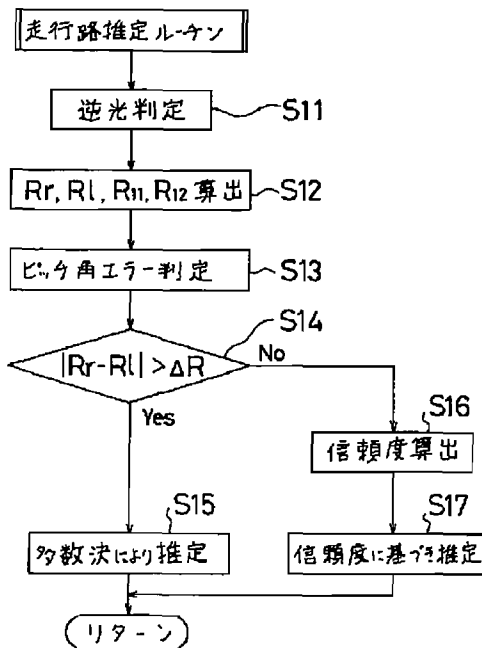 走行路推定ルーチン
逆光判定
S11
Rr, Rl, R11, R12 算出
S12
ピッチ角エラー判定
S13
S14
|Rr-Rl|>ΔR
No
Yes
S16
信頼度算出
S15
S17
多数決により推定
信頼度に基づき推定
リターン